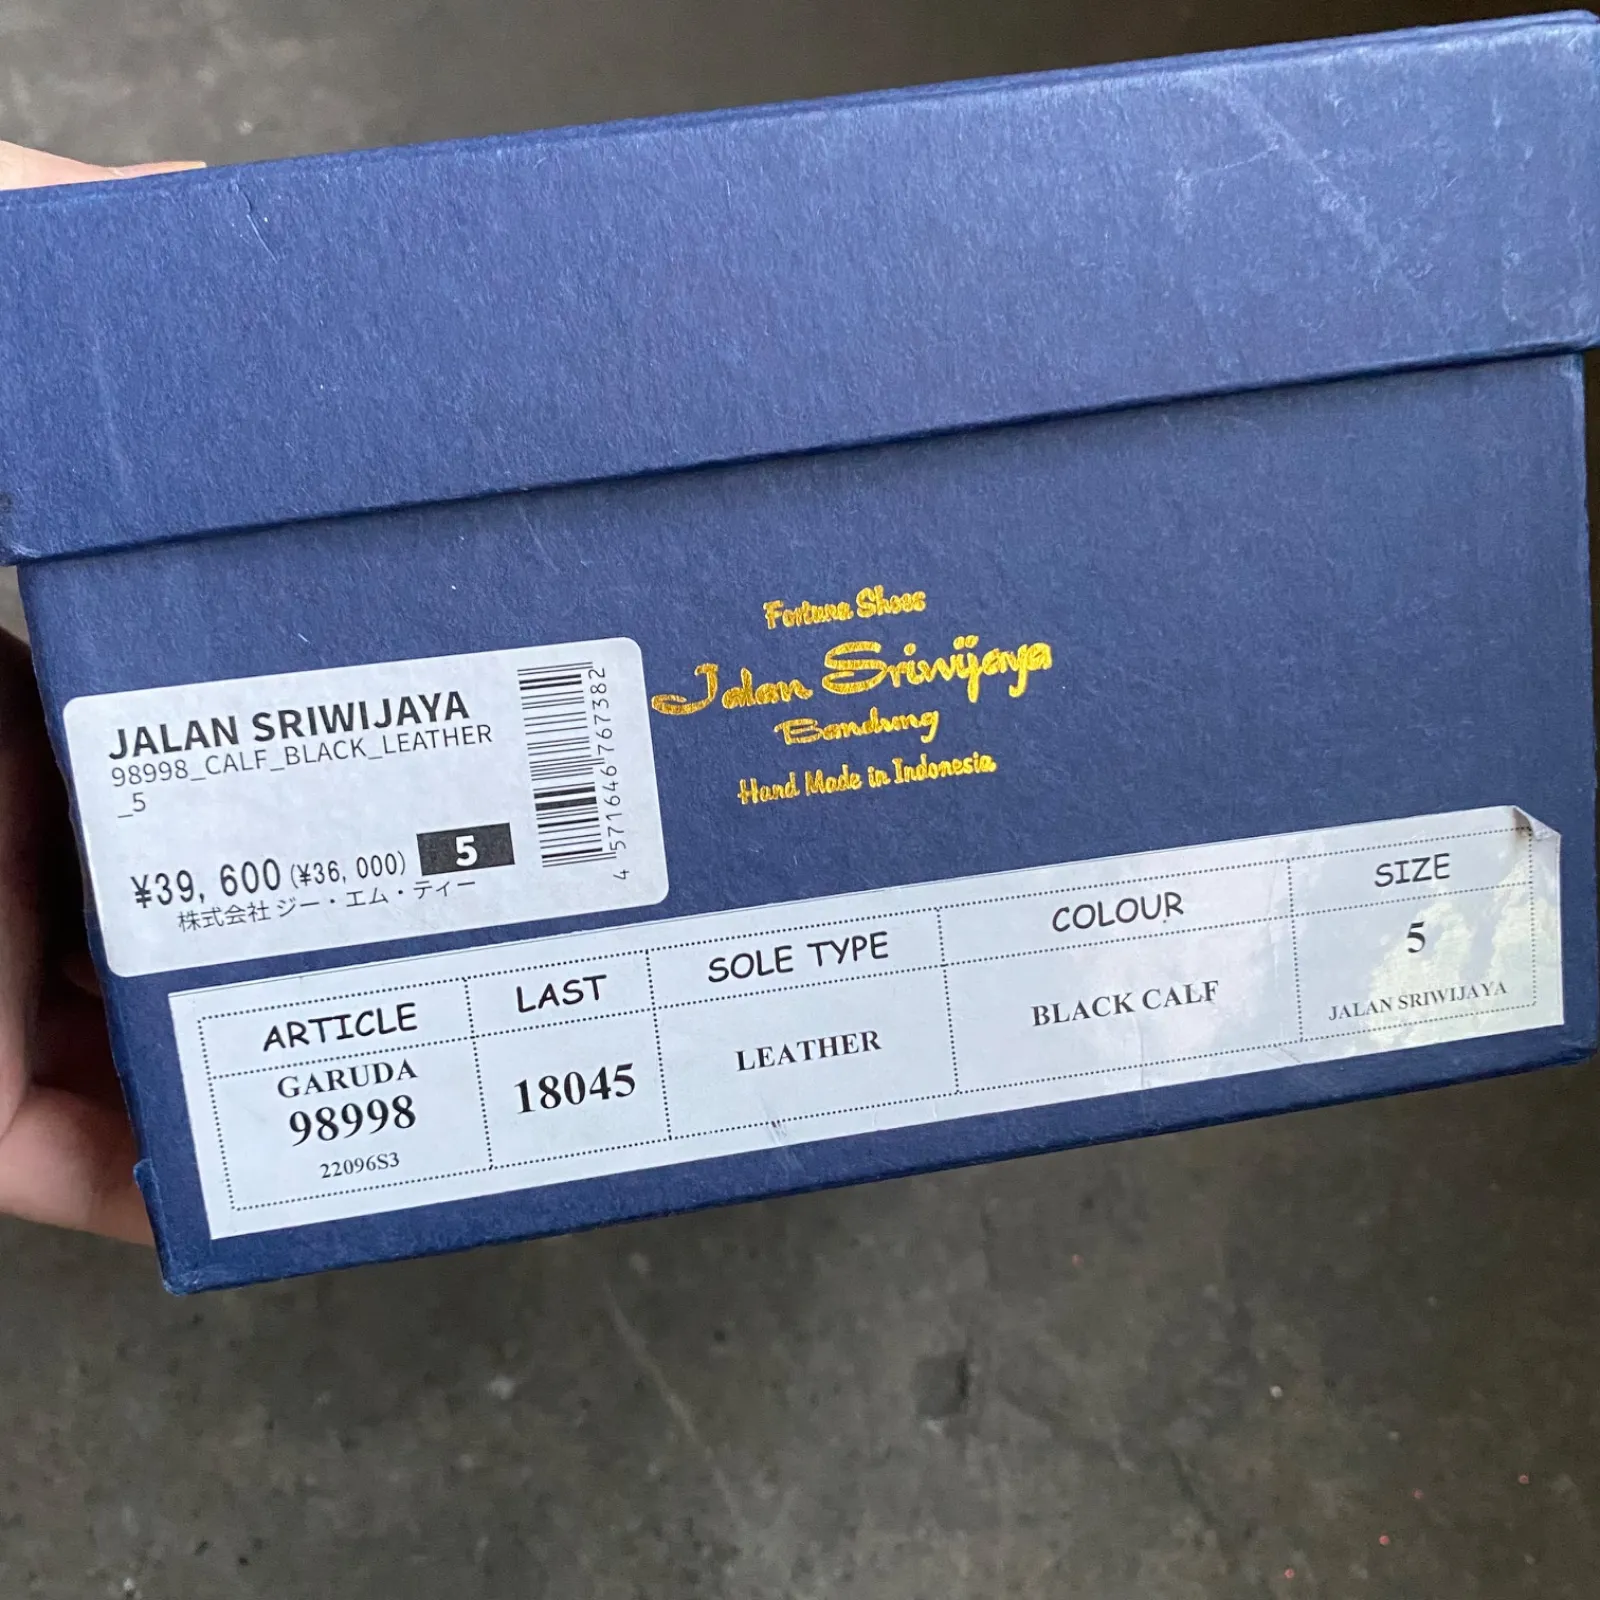 Fortuna Shoes
Jalan Sriwijaya
Bandung
Hand Made in Indonesia
JALAN SRIWIJAYA
98998_CALF_BLACK_LEATHER
_5
¥39, 600 (¥36, 000) 5
株式会社 ジー・エム・ティー
4 571646 767382
ARTICLE LAST SOLE TYPE COLOUR SIZE
GARUDA
98998 18045 LEATHER BLACK CALF 5
22096S3 JALAN SRIWIJAYA